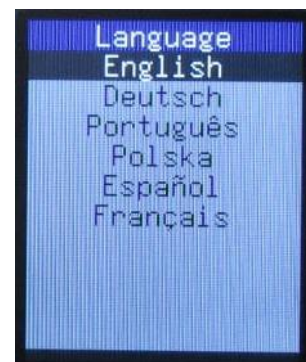 Language
English
Deutsch
Português
Polska
Español
Français